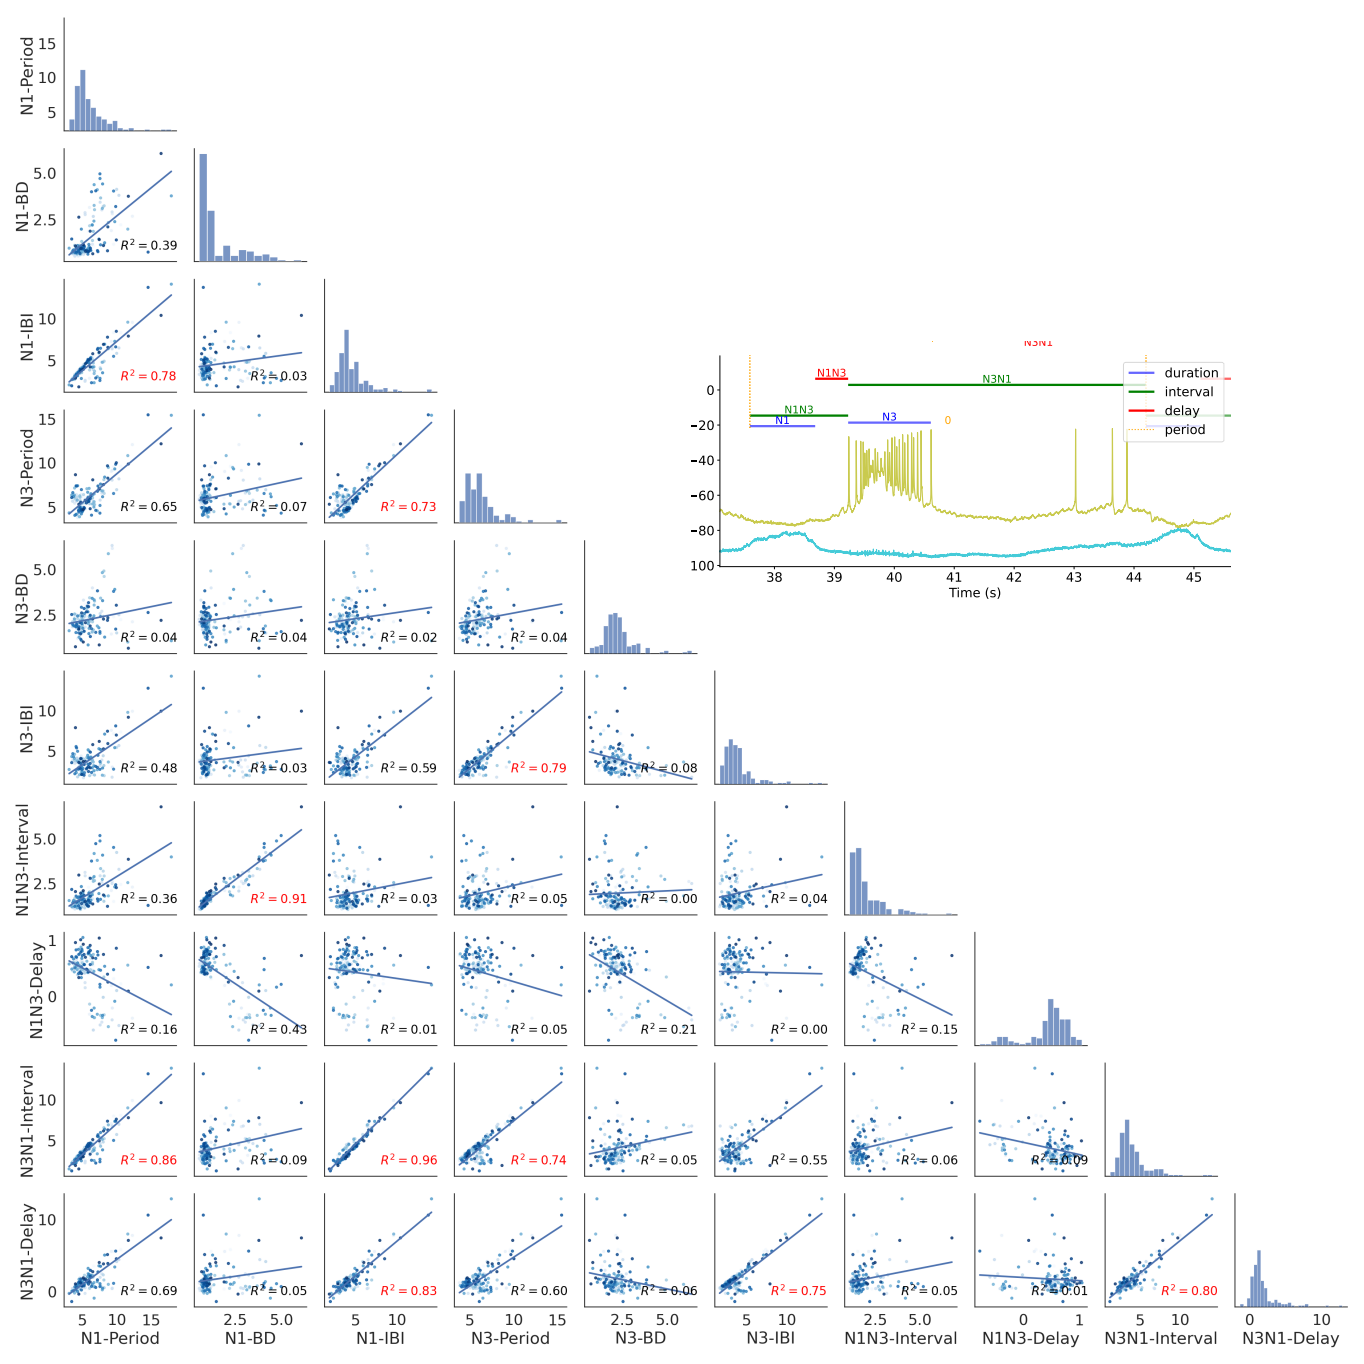 N1-Period
15
10
5
N1-BD
5.0
2.5
R² = 0.39
N1-IBI
10
5
R² = 0.78
R² = 0.03
N3N1
N1N3
N3N1
N1N3
N1
N3
0
duration
interval
delay
period
0
−20
−40
−60
−80
100
38
39
40
41
42
43
44
45
Time (s)
N3-Period
15
10
5
R² = 0.65
R² = 0.07
R² = 0.73
N3-BD
5.0
2.5
R² = 0.04
R² = 0.04
R² = 0.02
R² = 0.04
N3-IBI
10
5
R² = 0.48
R² = 0.03
R² = 0.59
R² = 0.79
R² = 0.08
N1N3-Interval
5.0
2.5
R² = 0.36
R² = 0.91
R² = 0.03
R² = 0.05
R² = 0.00
R² = 0.04
N1N3-Delay
1
0
R² = 0.16
R² = 0.43
R² = 0.01
R² = 0.05
R² = 0.21
R² = 0.00
R² = 0.15
N3N1-Interval
10
5
R² = 0.86
R² = 0.09
R² = 0.96
R² = 0.74
R² = 0.05
R² = 0.55
R² = 0.06
R² = 0.09
N3N1-Delay
10
0
R² = 0.69
R² = 0.05
R² = 0.83
R² = 0.60
R² = 0.06
R² = 0.75
R² = 0.05
R² = 0.01
R² = 0.80
5 10 15
2.5 5.0
5 10
5 10 15
2.5 5.0
5 10
2.5 5.0
0 1
5 10
0 10
N1-Period
N1-BD
N1-IBI
N3-Period
N3-BD
N3-IBI
N1N3-Interval
N1N3-Delay
N3N1-Interval
N3N1-Delay